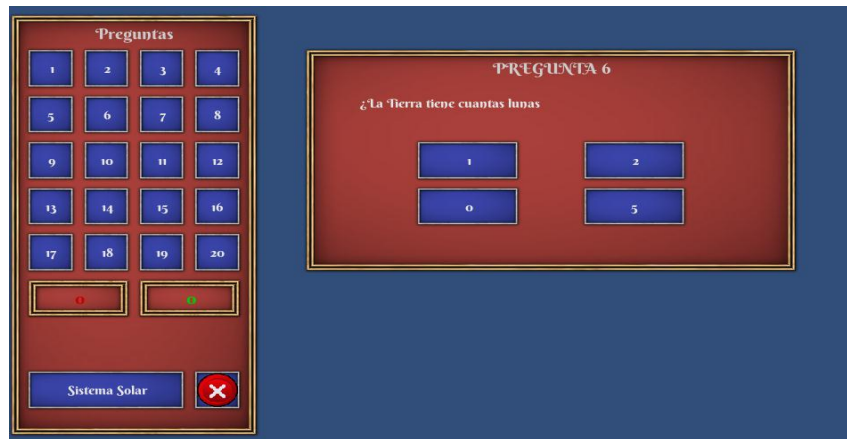 Preguntas
1 2 3 4
5 6 7 8
9 10 11 12
13 14 15 16
17 18 19 20
0 0
Sistema Solar
PREGUNTA 6
¿La Tierra tiene cuantas lunas
1 2
0 5